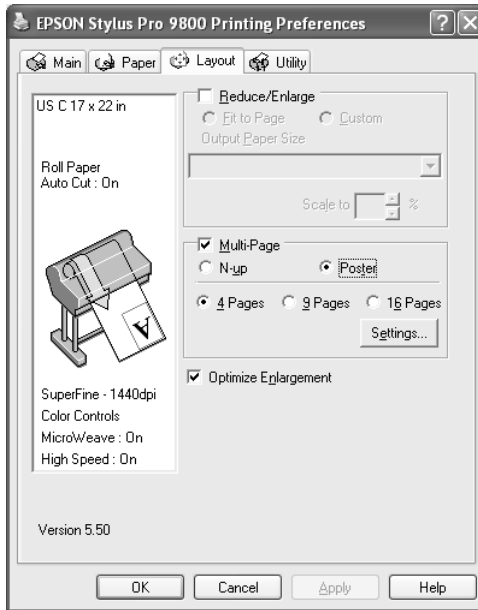 EPSON Stylus Pro 9800 Printing Preferences
Main Paper Layout Utility
US C 17 x 22 in
Roll Paper
Auto Cut : On
A
SuperFine - 1440dpi
Color Controls
MicroWeave : On
High Speed : On
Version 5.50
Reduce/Enlarge
Fit to Page Custom
Output Paper Size
Scale to %
Multi-Page
N-up Poster
4 Pages 9 Pages 16 Pages
Settings...
Optimize Enlargement
OK Cancel Apply Help